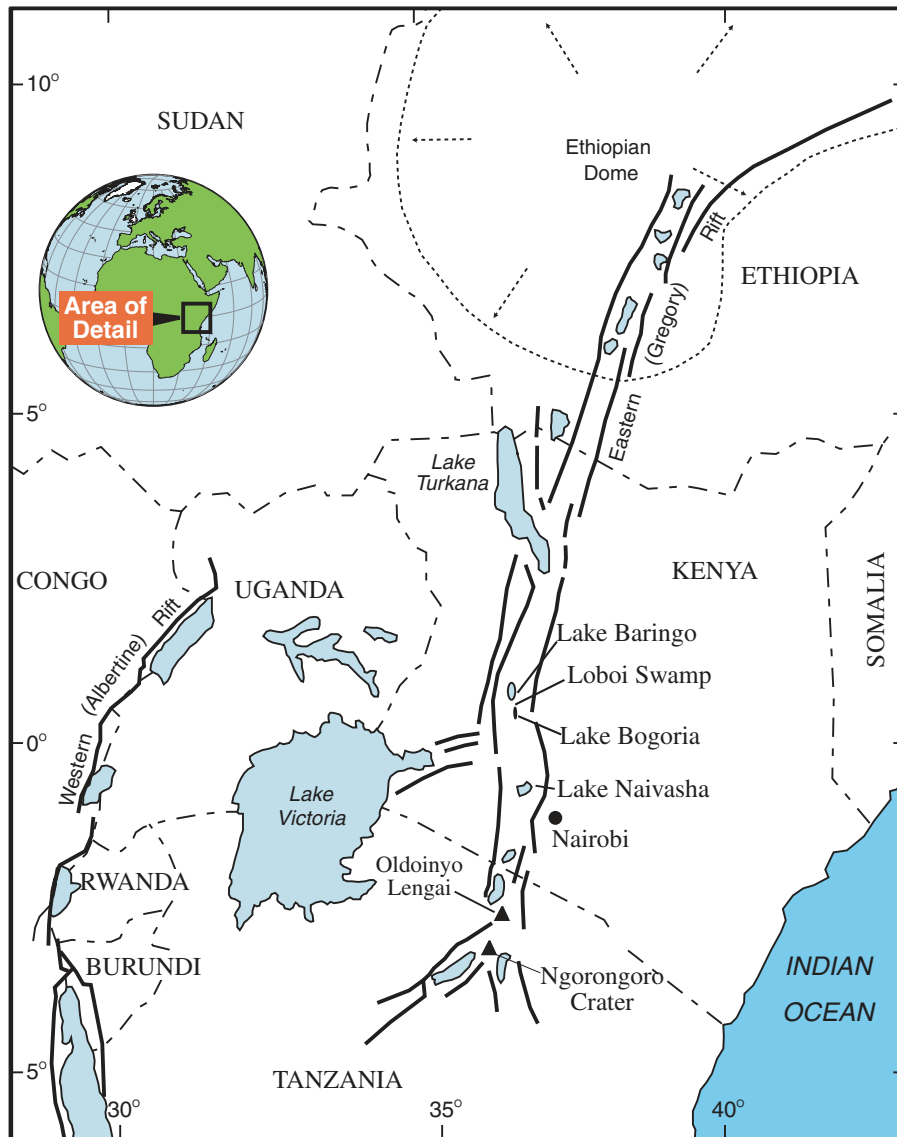 10°
SUDAN
Ethiopian
Dome
Rift
ETHIOPIA
(Gregory)
Eastern
Area of
Detail
5°
Lake
Turkana
CONGO
UGANDA
KENYA
SOMALIA
Rift
(Albertine)
Western
Lake Baringo
Loboi Swamp
Lake Bogoria
0°
Lake
Victoria
Lake Naivasha
Nairobi
Oldoinyo
Lengai
RWANDA
BURUNDI
Ngorongoro
Crater
INDIAN
OCEAN
5°
TANZANIA
30°
35°
40°